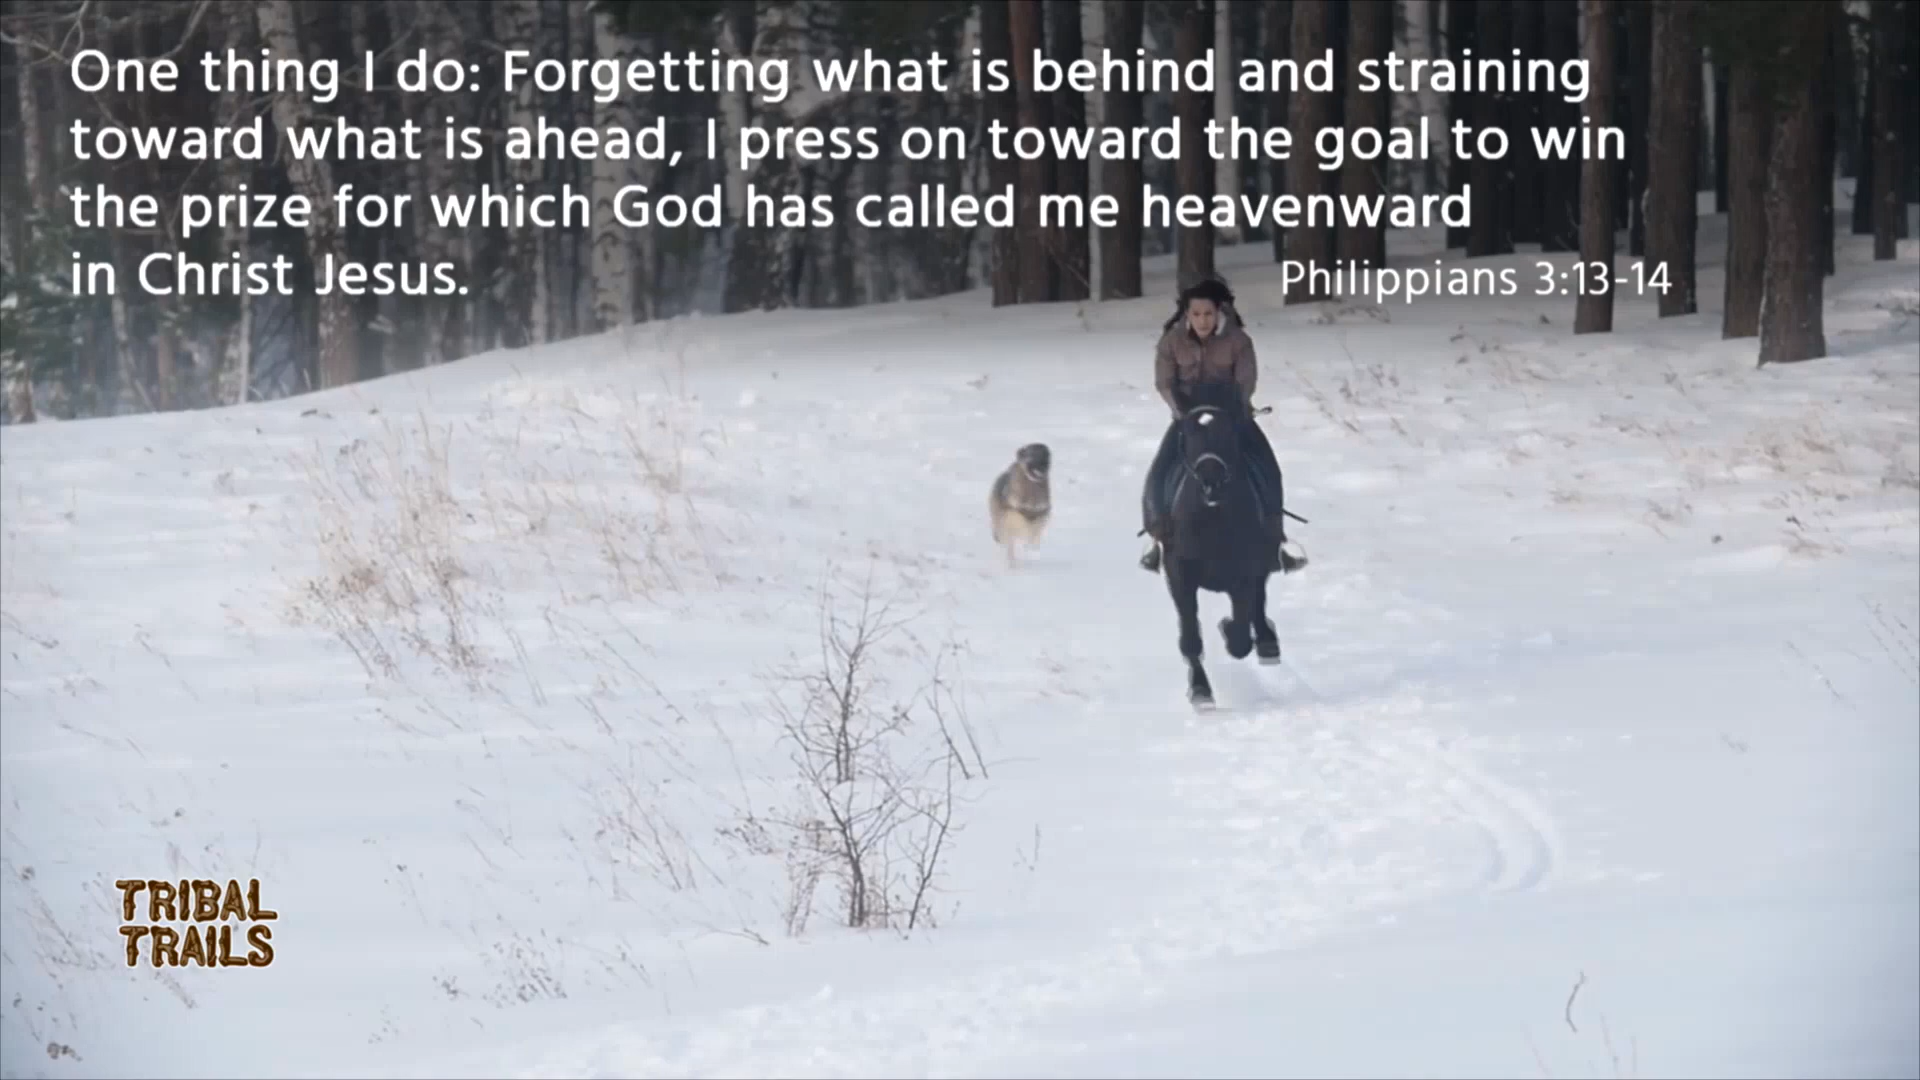 One thing I do: Forgetting what is behind and straining
toward what is ahead, I press on toward the goal to win
the prize for which God has called me heavenward
in Christ Jesus.
Philippians 3:13-14
TRIBAL
TRAILS